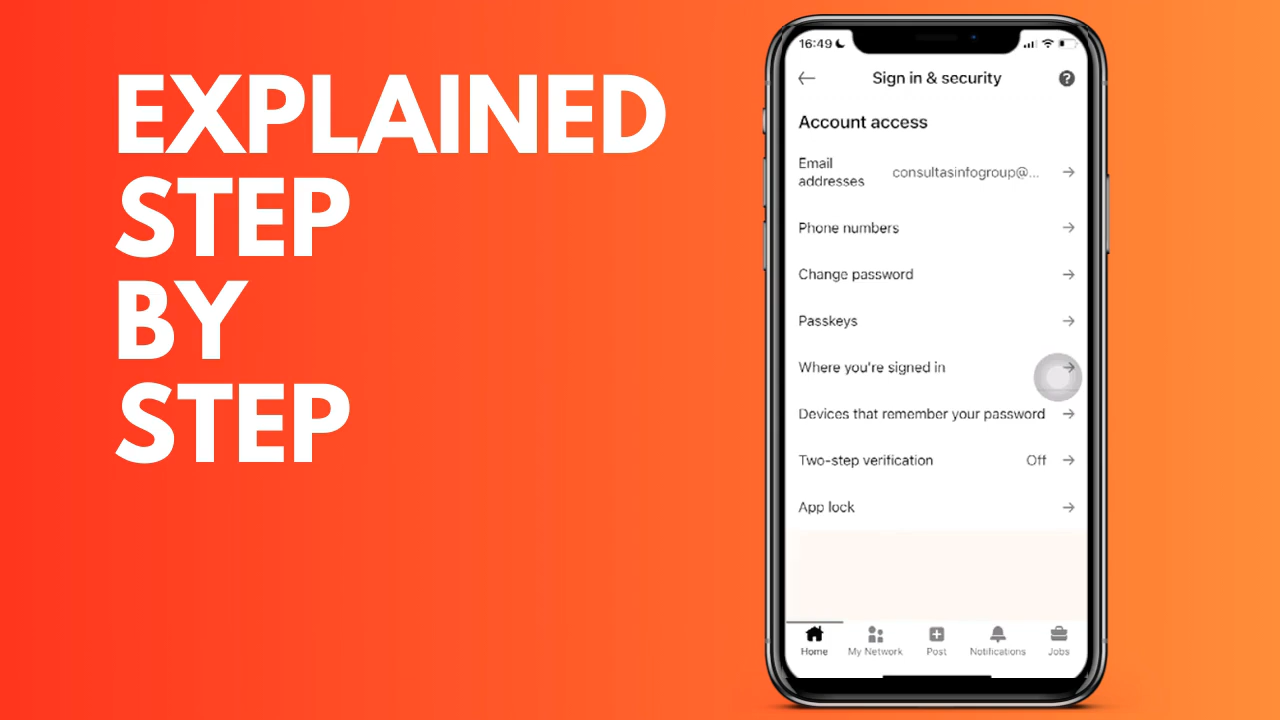 EXPLAINED
STEP
BY
STEP
16:49
Sign in & security
?
Account access
Email
addresses
consultasinfogroup@...
Phone numbers
Change password
Passkeys
Where you're signed in
Devices that remember your password
Two-step verification Off
App lock
Home My Network Post Notifications Jobs